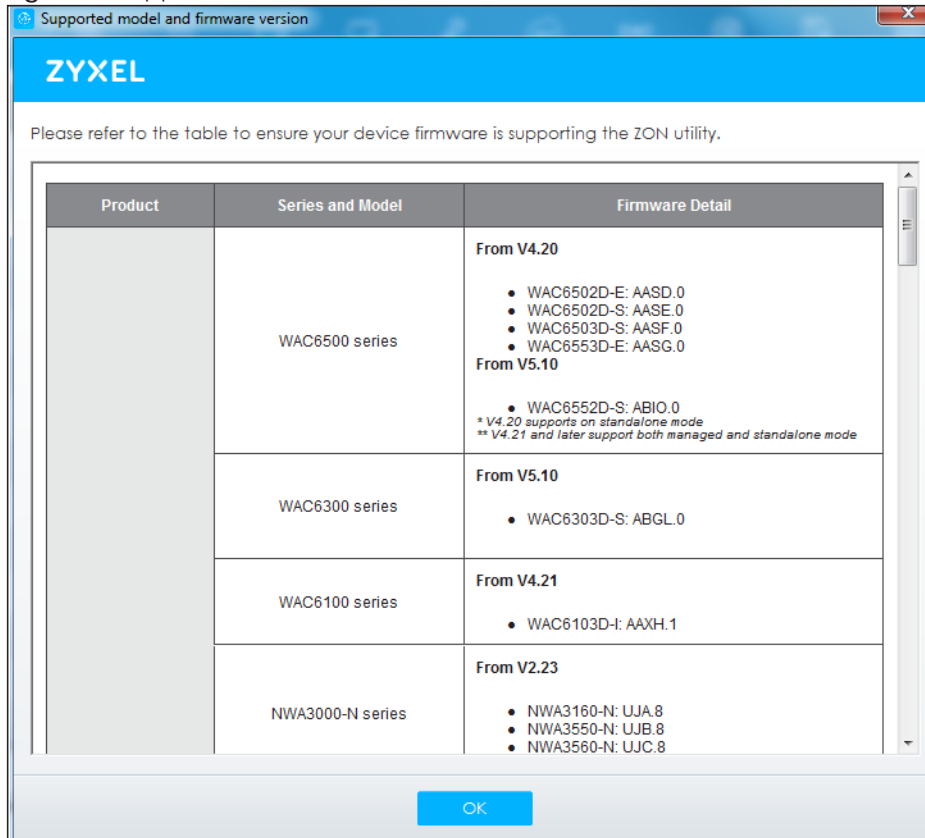 Supported model and firmware version
ZYXEL
Please refer to the table to ensure your device firmware is supporting the ZON utility.
Product Series and Model Firmware Detail
WAC6500 series
From V4.20
• WAC6502D-E: AASD.0
• WAC6502D-S: AASE.0
• WAC6503D-S: AASF.0
• WAC6553D-E: AASG.0
From V5.10
• WAC6552D-S: ABIO.0
* V4.20 supports on standalone mode
** V4.21 and later support both managed and standalone mode
WAC6300 series
From V5.10
• WAC6303D-S: ABGL.0
WAC6100 series
From V4.21
• WAC6103D-I: AAXH.1
NWA3000-N series
From V2.23
• NWA3160-N: UJA.8
• NWA3550-N: UJB.8
• NWA3560-N: UJC.8
OK